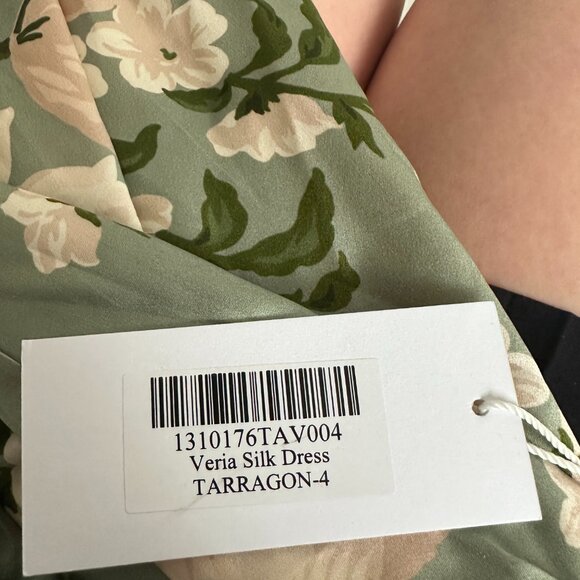 1310176TAV004
Veria Silk Dress
TARRAGON-4